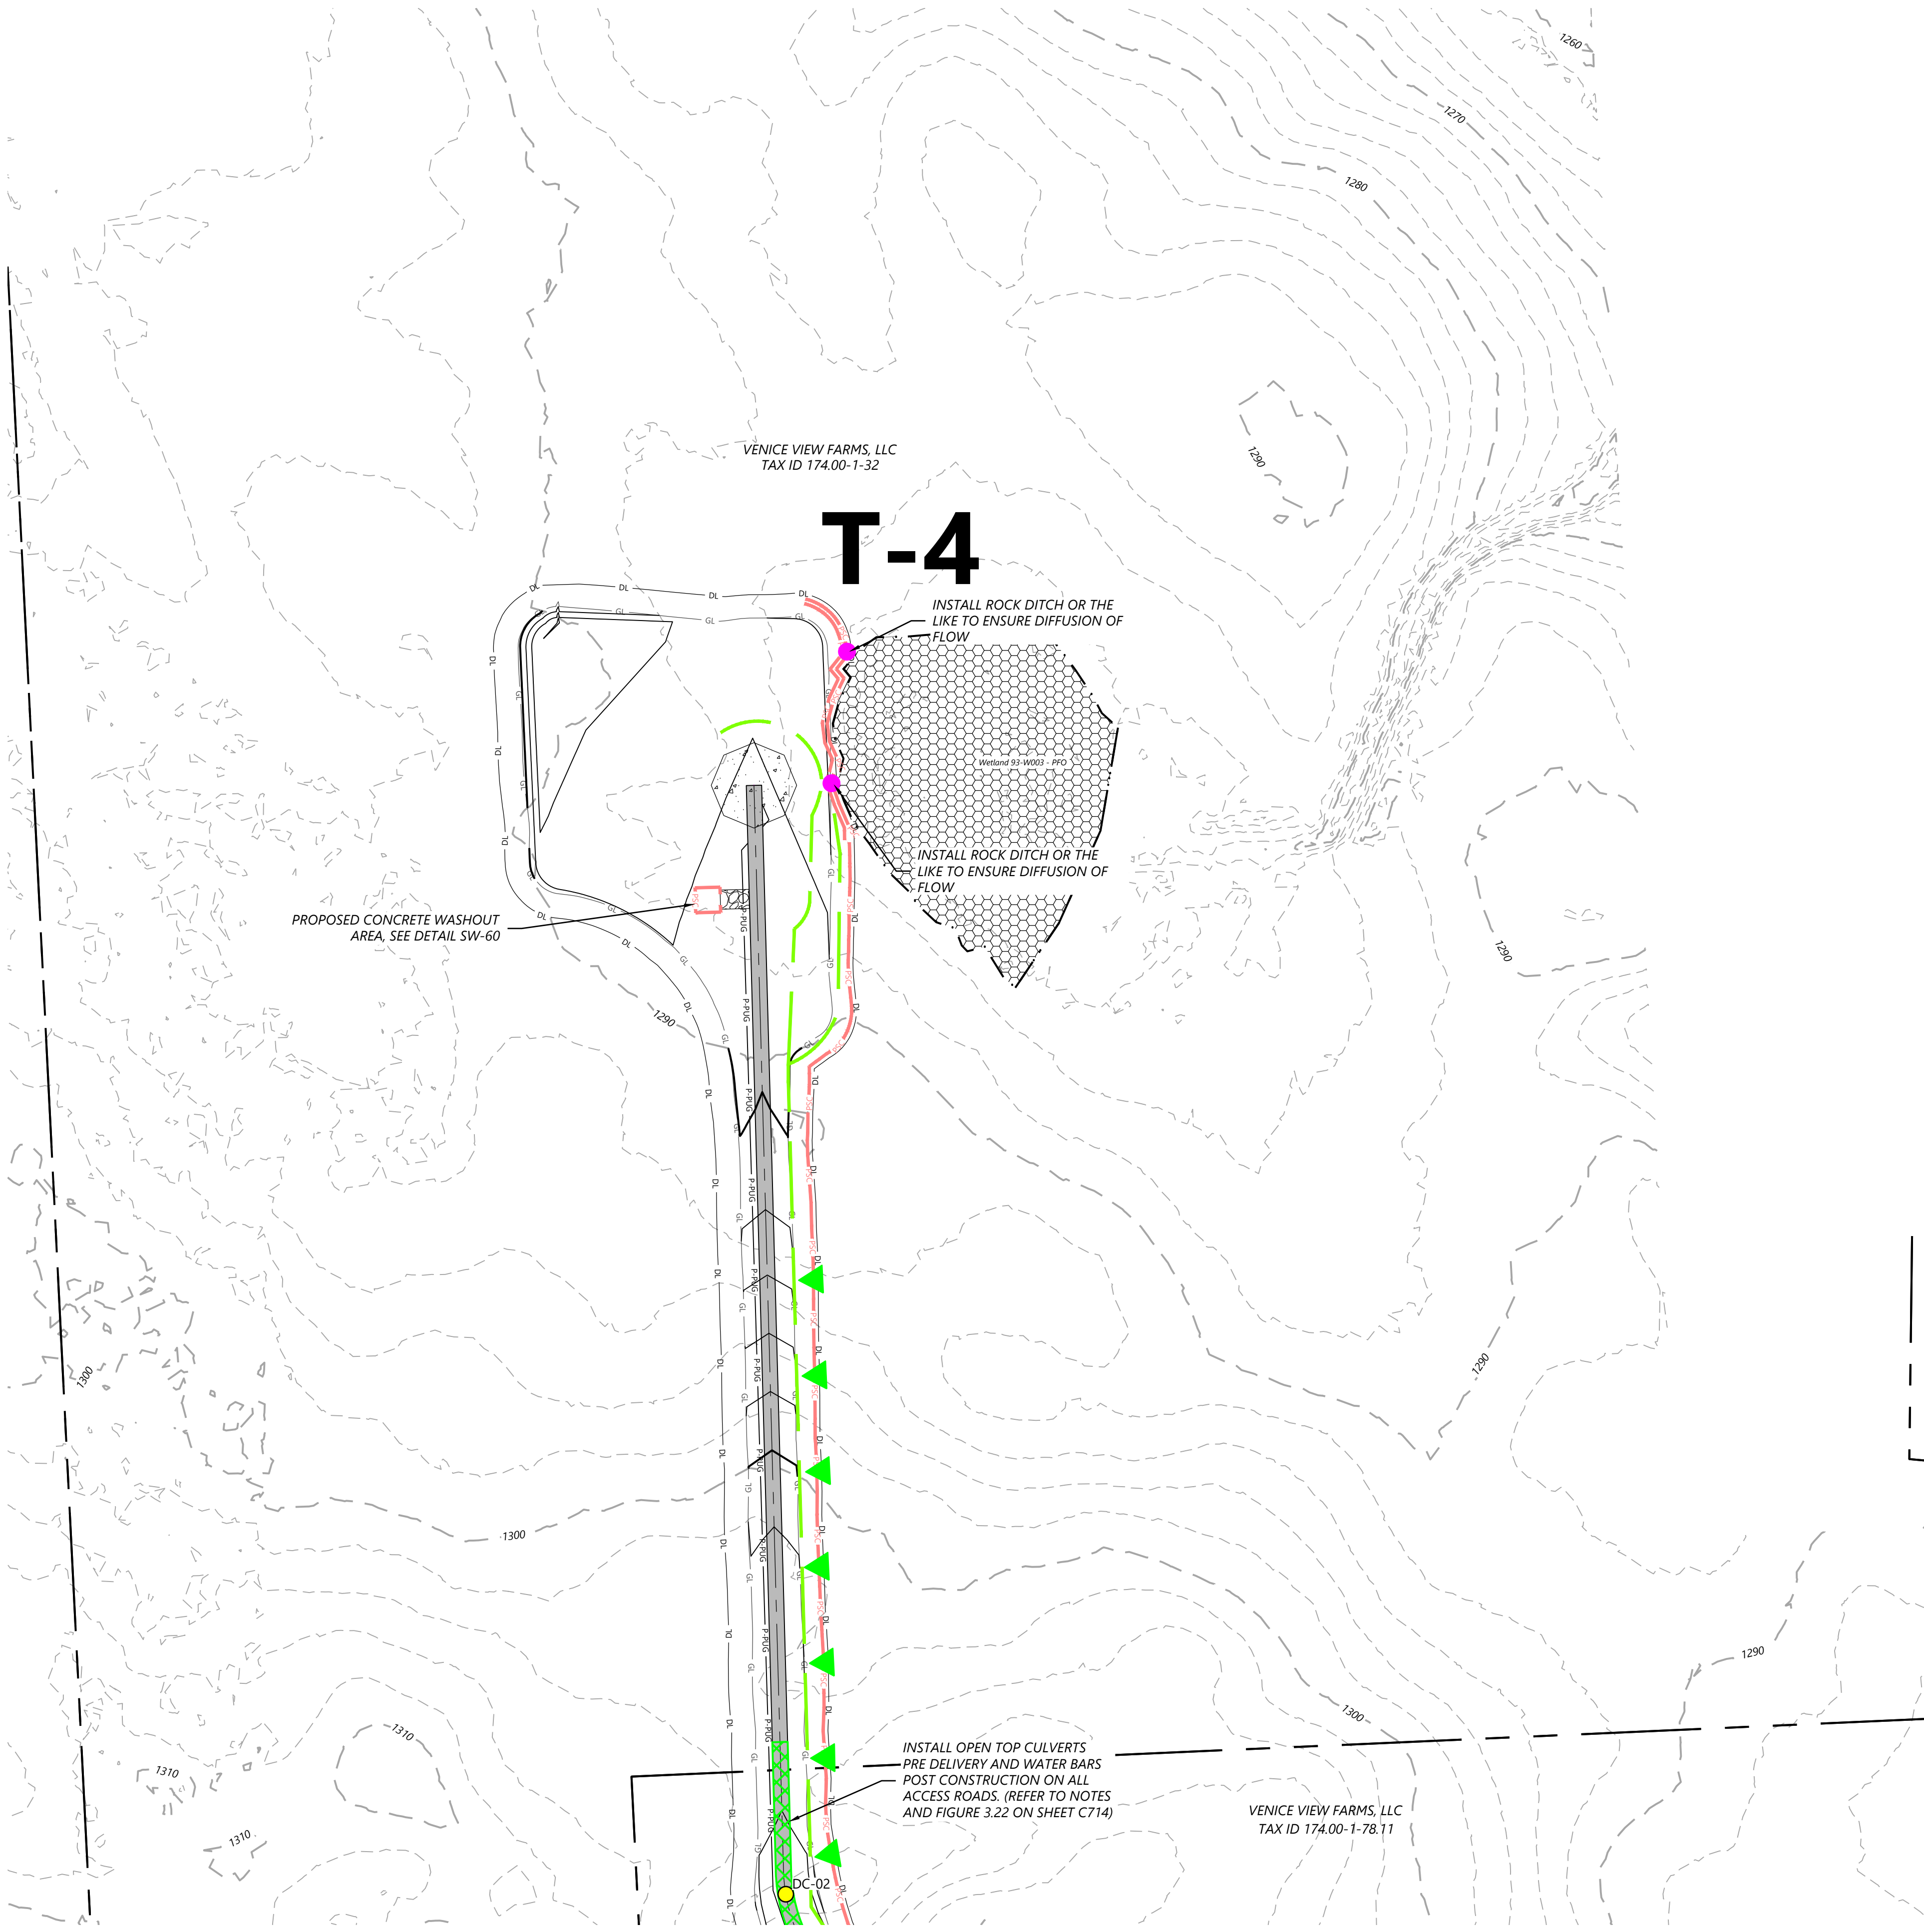 1260
1270
1280
VENICE VIEW FARMS, LLC
TAX ID 174.00-1-32
1290
T-4
INSTALL ROCK DITCH OR THE
LIKE TO ENSURE DIFFUSION OF
FLOW
Wetland 93-W003 - PFO
INSTALL ROCK DITCH OR THE
LIKE TO ENSURE DIFFUSION OF
FLOW
PROPOSED CONCRETE WASHOUT
AREA, SEE DETAIL SW-60
1290
1290
DL
GL
PSC
P-PUG
1300
1290
1300
1290
1300
1310
1310
1310
INSTALL OPEN TOP CULVERTS
PRE DELIVERY AND WATER BARS
POST CONSTRUCTION ON ALL
ACCESS ROADS. (REFER TO NOTES
AND FIGURE 3.22 ON SHEET C714)
VENICE VIEW FARMS, LLC
TAX ID 174.00-1-78.11
DC-02